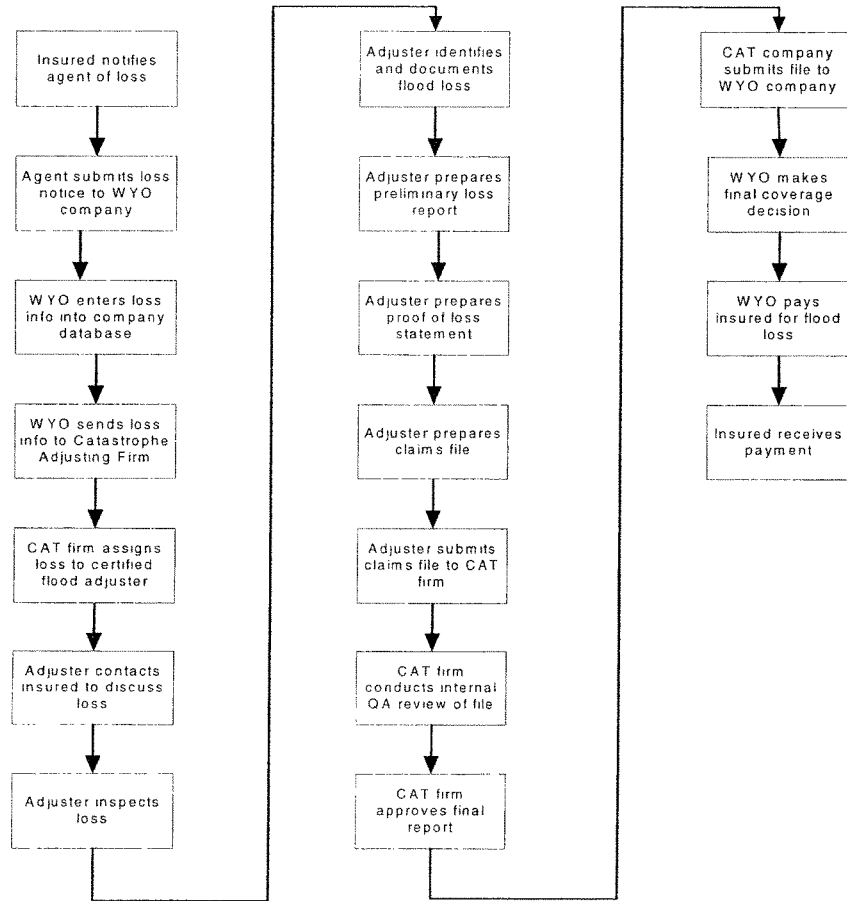 Insured notifies
agent of loss
Agent submits loss
notice to WYO
company
WYO enters loss
info into company
database
WYO sends loss
info to Catastrophe
Adjusting Firm
CAT firm assigns
loss to certified
flood adjuster
Adjuster contacts
insured to discuss
loss
Adjuster inspects
loss
Adjuster identifies
and documents
flood loss
Adjuster prepares
preliminary loss
report
Adjuster prepares
proof of loss
statement
Adjuster prepares
claims file
Adjuster submits
claims file to CAT
firm
CAT firm
conducts internal
QA review of file
CAT firm
approves final
report
CAT company
submits file to
WYO company
WYO makes
final coverage
decision
WYO pays
insured for flood
loss
Insured receives
payment